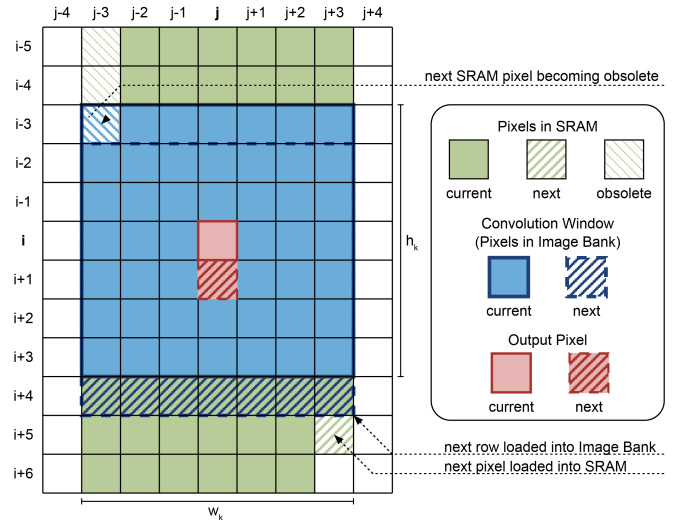 j-4 j-3 j-2 j-1 j j+1 j+2 j+3 j+4
i-5
i-4
i-3
i-2
i-1
i
i+1
i+2
i+3
i+4
i+5
i+6
next SRAM pixel becoming obsolete
h_k
Pixels in SRAM
current next obsolete
Convolution Window
(Pixels in Image Bank)
current next
Output Pixel
current next
next row loaded into Image Bank
next pixel loaded into SRAM
w_k